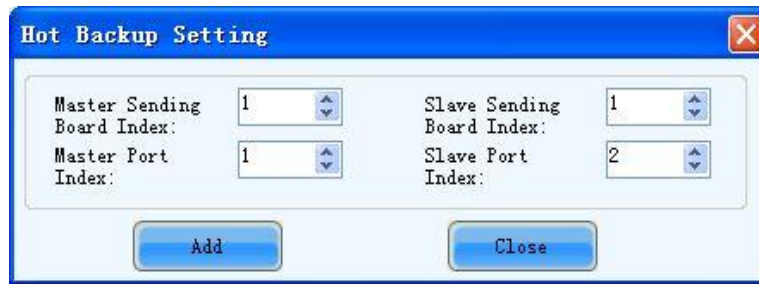 Hot Backup Setting
Master Sending Board Index: 1
Slave Sending Board Index: 1
Master Port Index: 1
Slave Port Index: 2
Add
Close